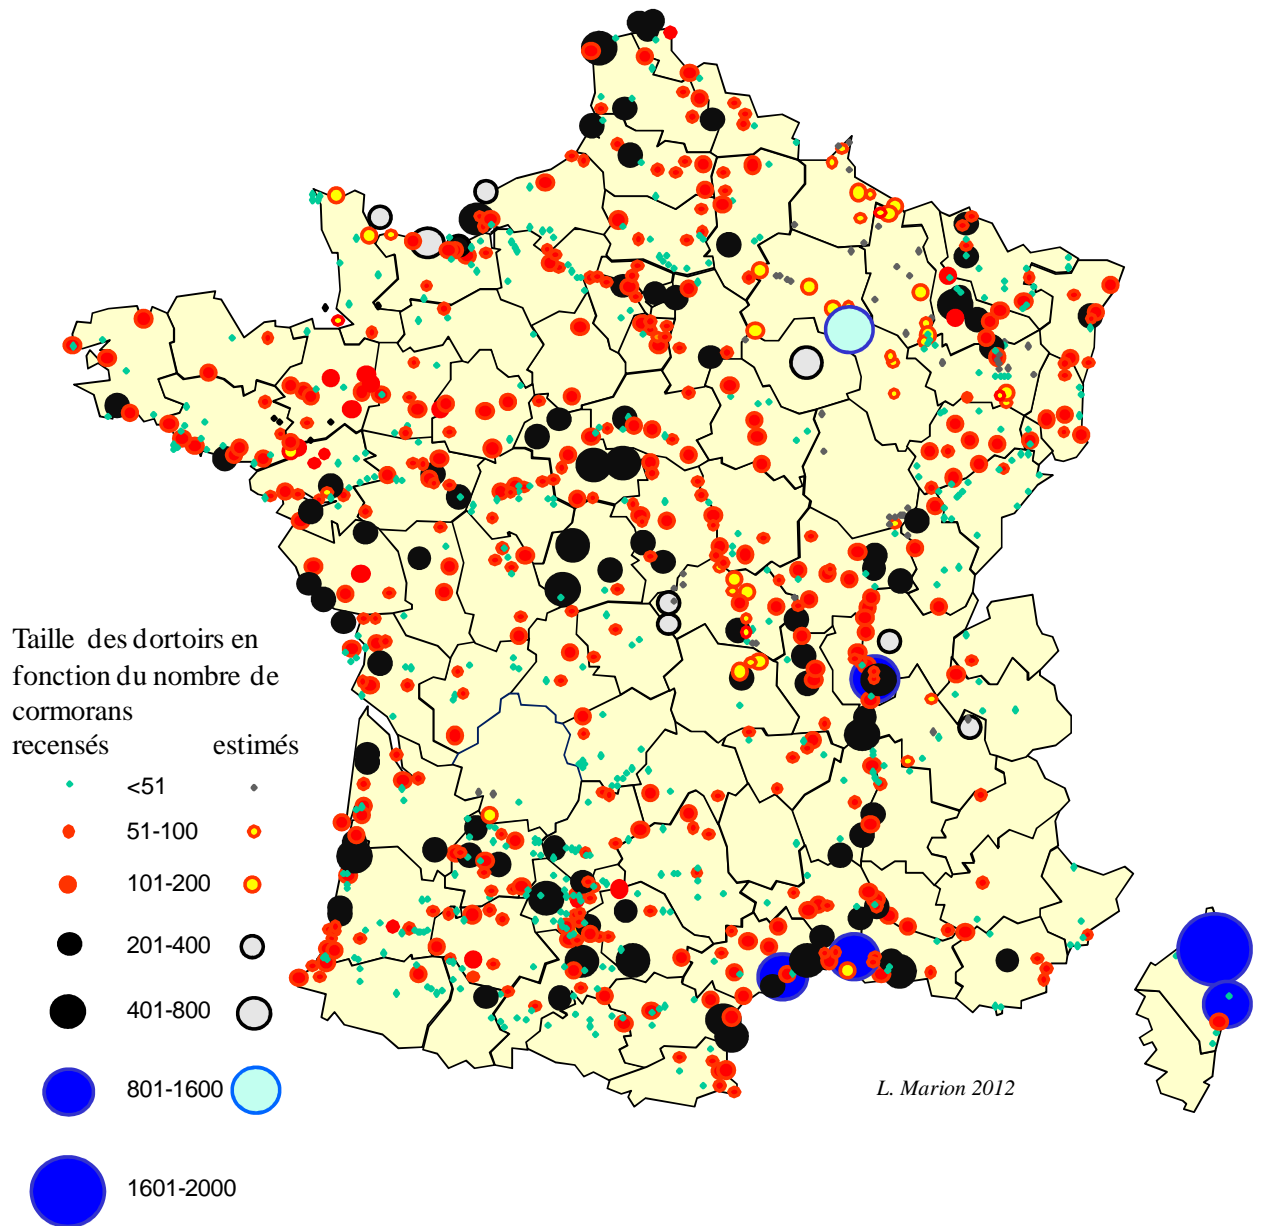 Taille des dortoirs en
fonction du nombre de
cormorans
recensés estimés
<51
51-100
101-200
201-400
401-800
801-1600
1601-2000
L. Marion 2012